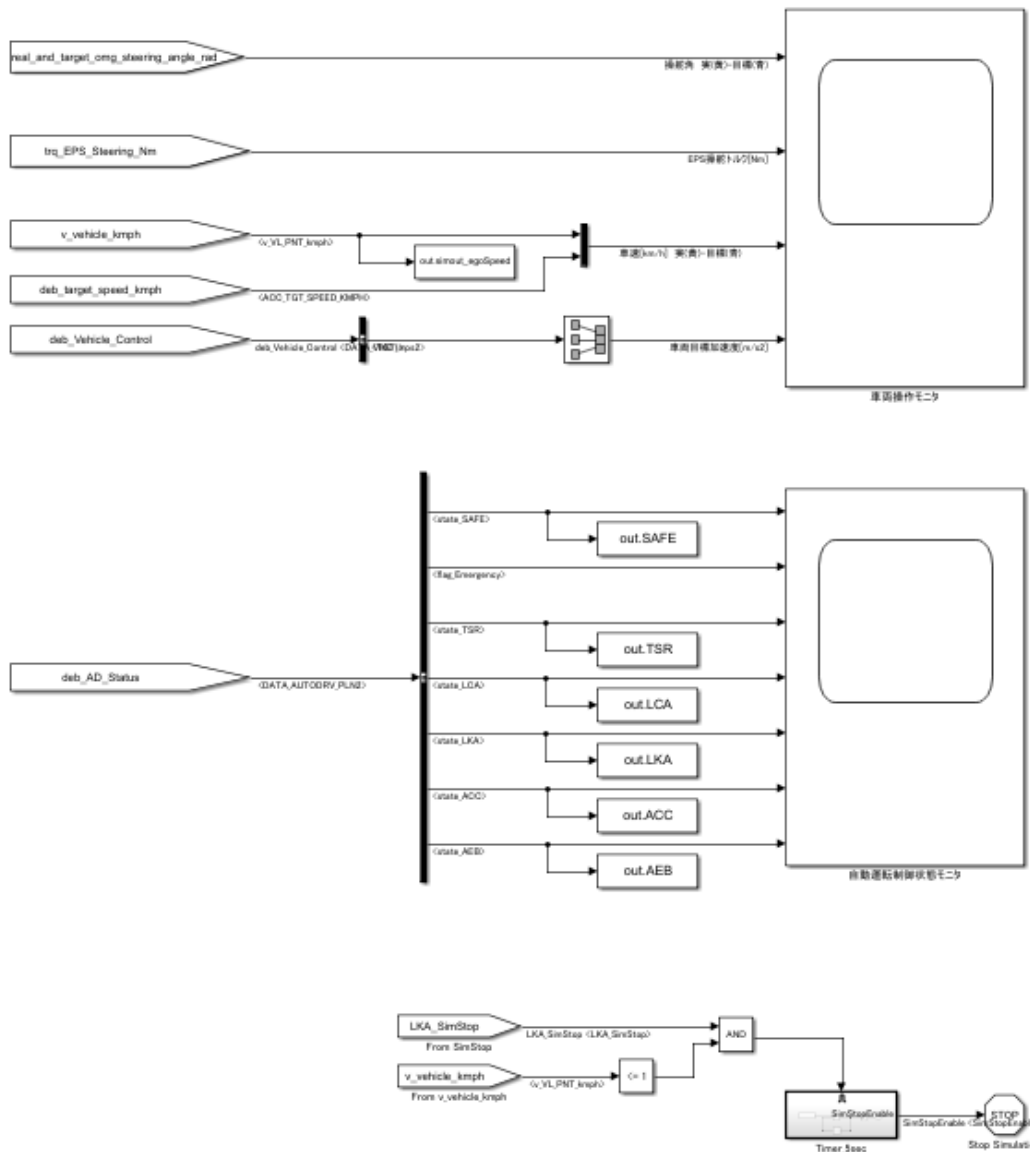 real_and_target_omg_steering_angle_rad
操舵角 実(黄)-目標(青)
trq_EPS_Steering_Nm
EPS操舵トルク[Nm]
v_vehicle_kmph
<v_VL_PNT_kmph>
out.simout_egoSpeed
車速[km/h] 実(黄)-目標(青)
deb_target_speed_kmph
<ACC_TGT_SPEED_KMPH>
deb_Vehicle_Control
deb_Vehicle_Control
車両目標加速度[m/s2]
車両操作モニタ
<state_SAFE>
out.SAFE
<flag_Emergency>
<state_TSR>
out.TSR
deb_AD_Status
<DATA_AUTODRV_PLN2>
<state_LCA>
out.LCA
<state_LKA>
out.LKA
<state_ACC>
out.ACC
<state_AEB>
out.AEB
自動運転制御状態モニタ
LKA_SimStop
LKA_SimStop <LKA_SimStop>
AND
From SimStop
v_vehicle_kmph
<v_VL_PNT_kmph>
<= 1
From v_vehicle_kmph
SimStopEnable
SimStopEnable <SimStopEnabl
STOP
Timer 5sec
Stop Simulati